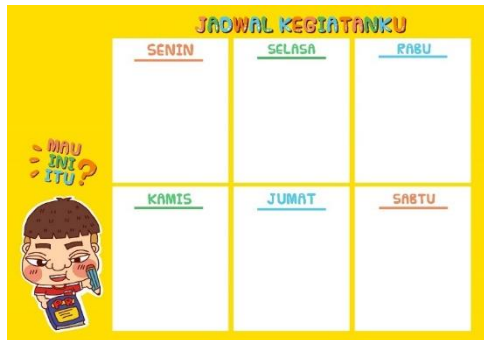 JADWAL KEGIATANKU
SENIN
SELASA
RABU
MAU
INI
ITU ?
KAMIS
JUMAT
SABTU